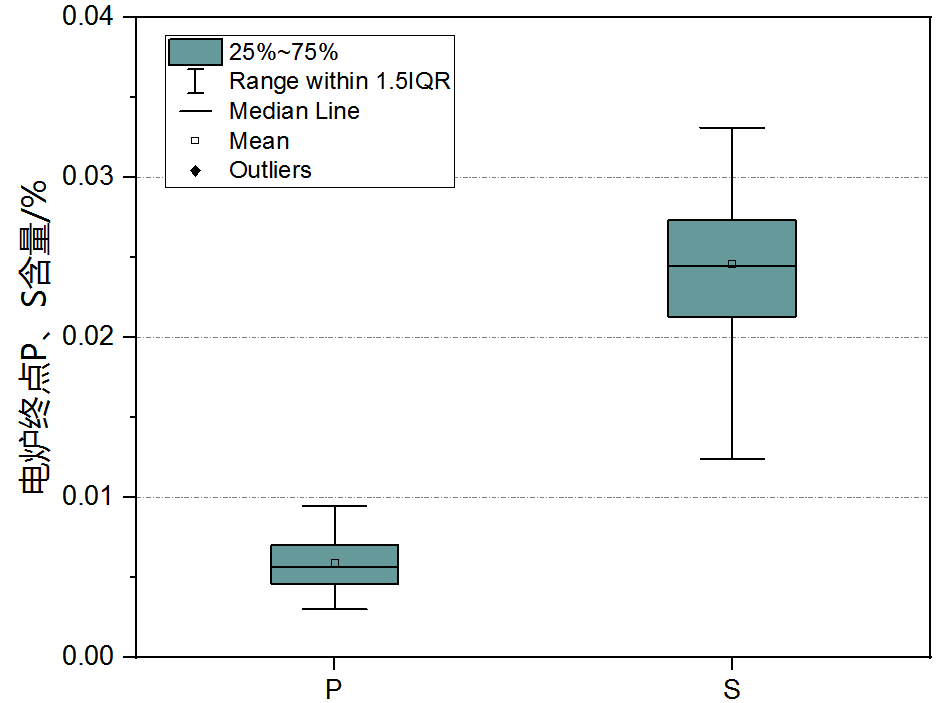 0.04
25%~75%
Range within 1.5IQR
Median Line
Mean
Outliers
0.03
电炉终点P、S含量/%
0.02
0.01
0.00
P
S